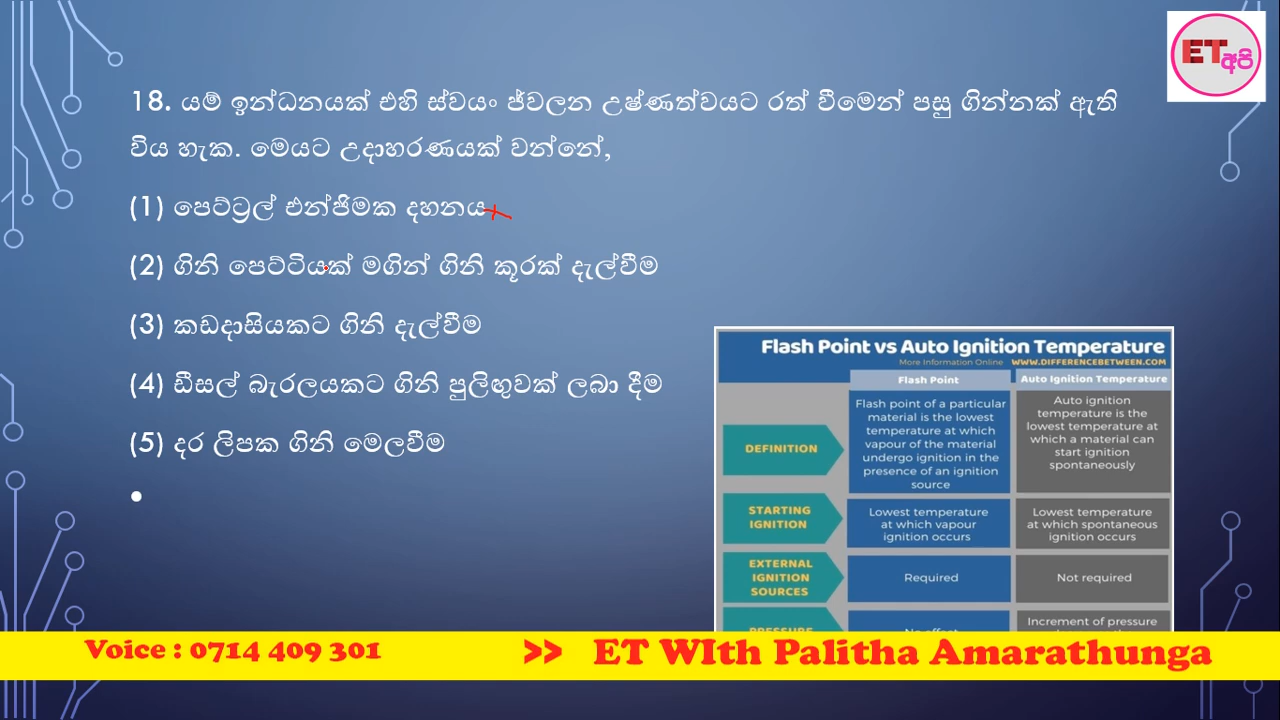 ET අපි
18. යම් ඉන්ධනයක් එහි ස්වයං ජ්වලන උෂ්ණත්වයට රත් වීමෙන් පසු ගින්නක් ඇති
විය හැක. මෙයට උදාහරණයක් වන්නේ,
(1) පෙට්ට්‍රල් එන්ජිමක දහනය
(2) ගිනි පෙට්ටියක් මගින් ගිනි කූරක් දැල්වීම
(3) කඩදාසියකට ගිනි දැල්වීම
(4) ඩීසල් බැරලයකට ගිනි පුලිඟුවක් ලබා දීම
(5) දර ලිපක ගිනි මෙලවීම
Flash Point vs Auto Ignition Temperature
More Information Online WWW.DIFFERENCEBETWEEN.COM
Flash Point Auto Ignition Temperature
DEFINITION
Flash point of a particular
material is the lowest
temperature at which
vapour of the material
undergo ignition in the
presence of an ignition
source
Auto ignition
temperature is the
lowest temperature at
which a material can
start ignition
spontaneously
STARTING
IGNITION
Lowest temperature
at which vapour
ignition occurs
Lowest temperature
at which spontaneous
ignition occurs
EXTERNAL
IGNITION
SOURCES
Required
Not required
Increment of pressure
Voice : 0714 409 301 >> ET WIth Palitha Amarathunga